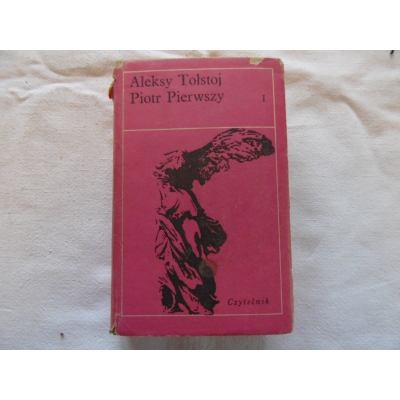 Aleksy Tołstoj
Piotr Pierwszy 1
Czytelnik